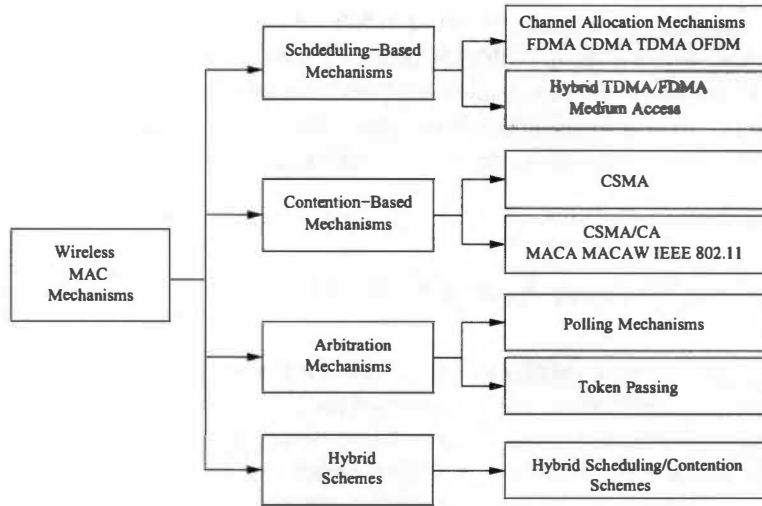 Wireless
MAC
Mechanisms
Schdeduling-Based
Mechanisms
Channel Allocation Mechanisms
FDMA CDMA TDMA OFDM
Hybrid TDMA/FDMA
Medium Access
Contention-Based
Mechanisms
CSMA
CSMA/CA
MACA MACAW IEEE 802.11
Arbitration
Mechanisms
Polling Mechanisms
Token Passing
Hybrid
Schemes
Hybrid Scheduling/Contention
Schemes